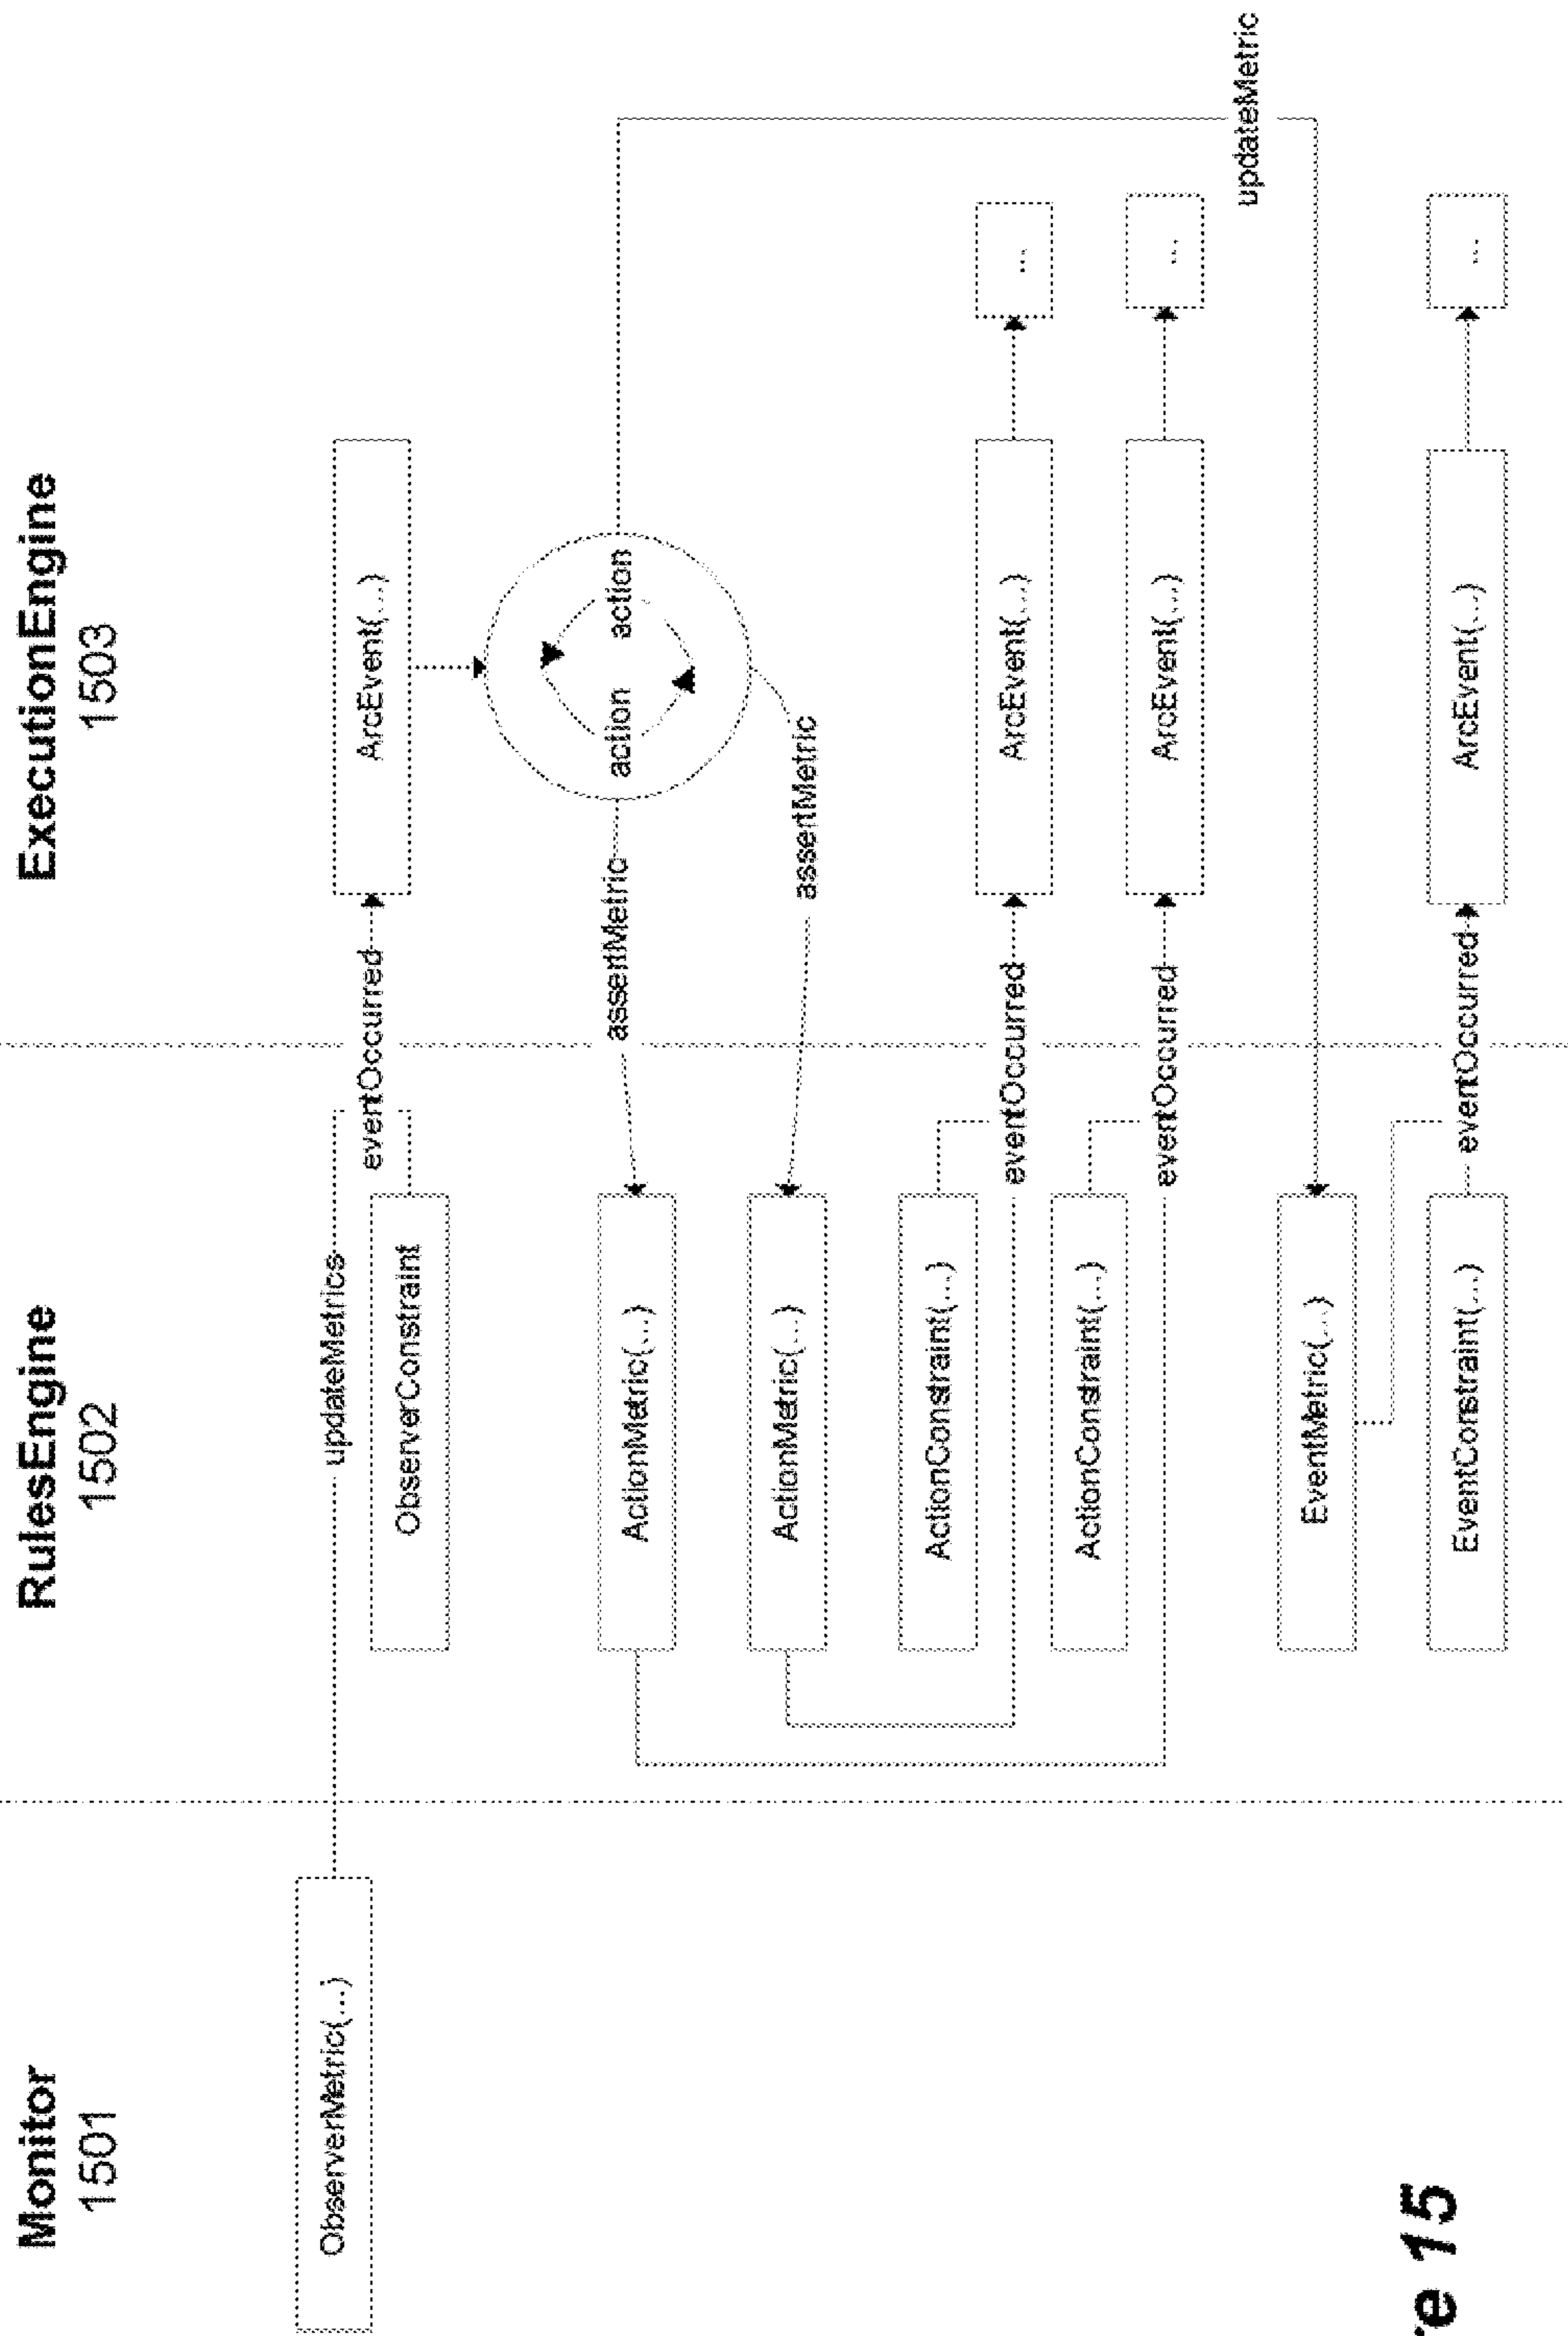 Monitor
1501
RulesEngine
1502
ExecutionEngine
1503
ObserverMetric(...)
updateMetrics
ObserverConstraint
eventOccurred
ArcEvent(...)
action
action
assertMetric
assertMetric
ActionMetric(...)
ActionMetric(...)
ActionConstraint(...)
eventOccurred
ArcEvent(...)
...
ActionConstraint(...)
eventOccurred
ArcEvent(...)
...
updateMetric
EventMetric(...)
EventConstraint(...)
eventOccurred
ArcEvent(...)
...
re 15